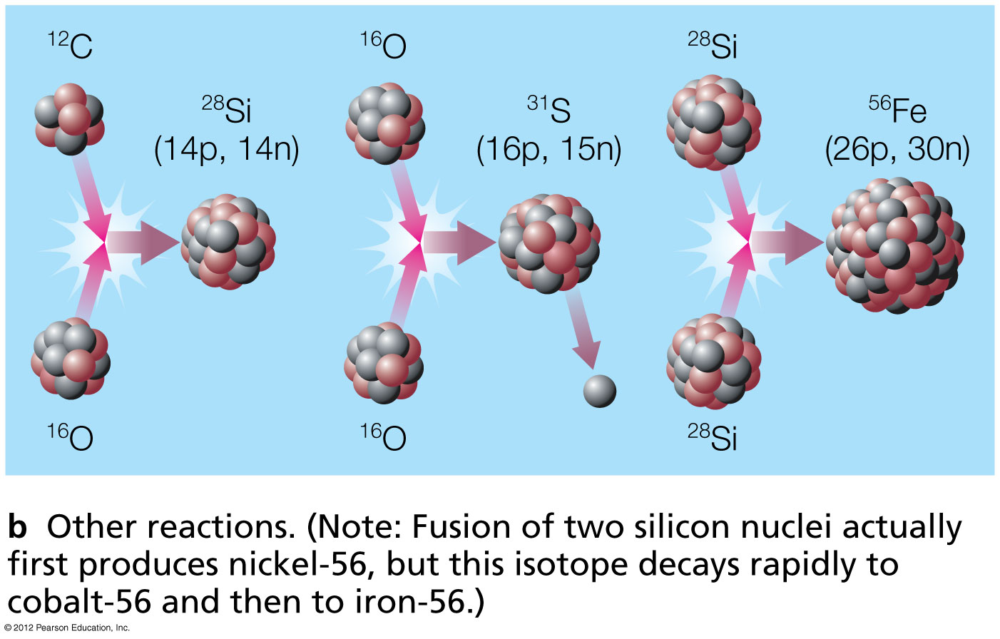 ¹²C
¹⁶O
²⁸Si
²⁸Si
(14p, 14n)
³¹S
(16p, 15n)
⁵⁶Fe
(26p, 30n)
¹⁶O
¹⁶O
²⁸Si
b Other reactions. (Note: Fusion of two silicon nuclei actually
first produces nickel-56, but this isotope decays rapidly to
cobalt-56 and then to iron-56.)
© 2012 Pearson Education, Inc.